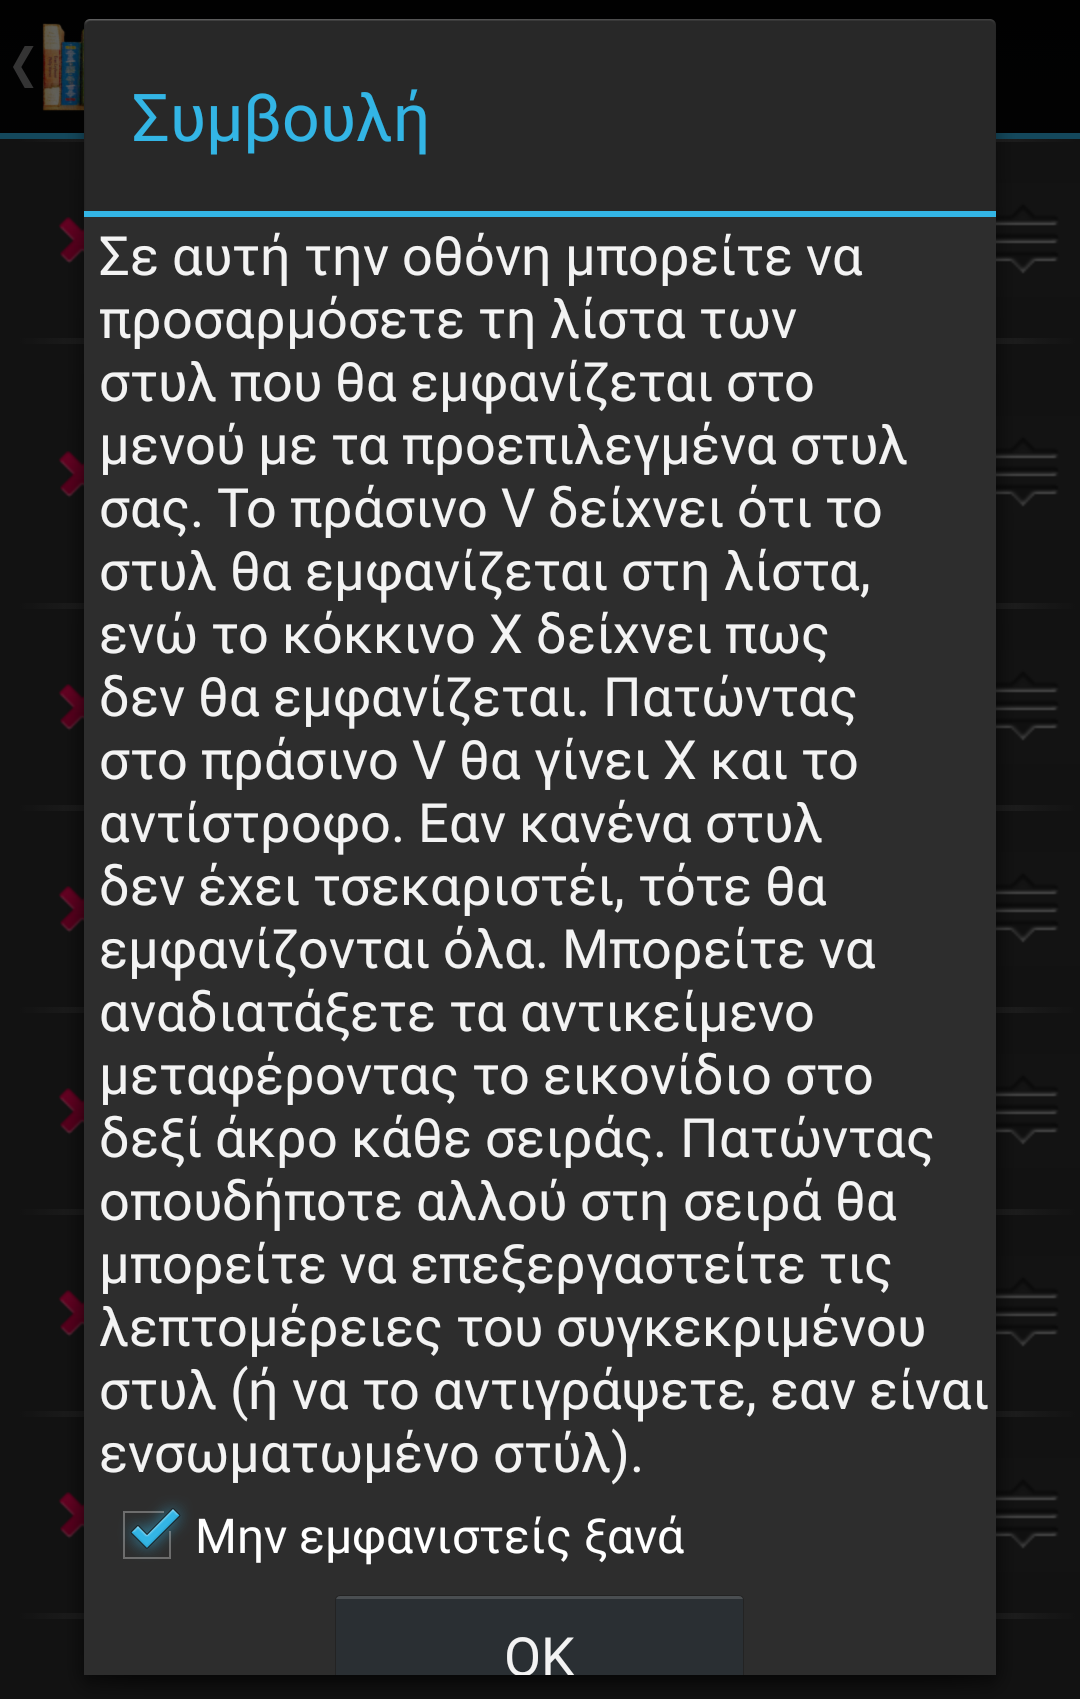 Συμβουλή
Σε αυτή την οθόνη μπορείτε να
προσαρμόσετε τη λίστα των
στυλ που θα εμφανίζεται στο
μενού με τα προεπιλεγμένα στυλ
σας. Το πράσινο V δείχνει ότι το
στυλ θα εμφανίζεται στη λίστα,
ενώ το κόκκινο Χ δείχνει πως
δεν θα εμφανίζεται. Πατώντας
στο πράσινο V θα γίνει Χ και το
αντίστροφο. Εαν κανένα στυλ
δεν έχει τσεκαριστέι, τότε θα
εμφανίζονται όλα. Μπορείτε να
αναδιατάξετε τα αντικείμενο
μεταφέροντας το εικονίδιο στο
δεξί άκρο κάθε σειράς. Πατώντας
οπουδήποτε αλλού στη σειρά θα
μπορείτε να επεξεργαστείτε τις
λεπτομέρειες του συγκεκριμένου
στυλ (ή να το αντιγράψετε, εαν είναι
ενσωματωμένο στύλ).
Μην εμφανιστείς ξανά
OK